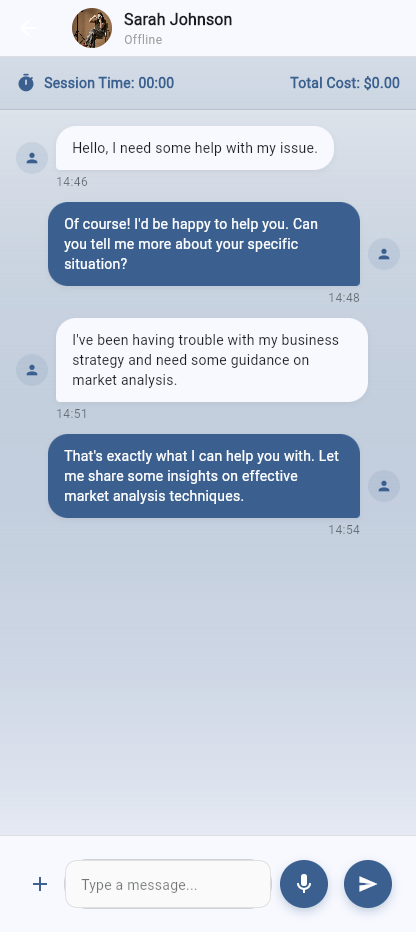 Sarah Johnson
Offline
Session Time: 00:00
Total Cost: $0.00
Hello, I need some help with my issue.
14:46
Of course! I'd be happy to help you. Can
you tell me more about your specific
situation?
14:48
I've been having trouble with my business
strategy and need some guidance on
market analysis.
14:51
That's exactly what I can help you with. Let
me share some insights on effective
market analysis techniques.
14:54
Type a message...